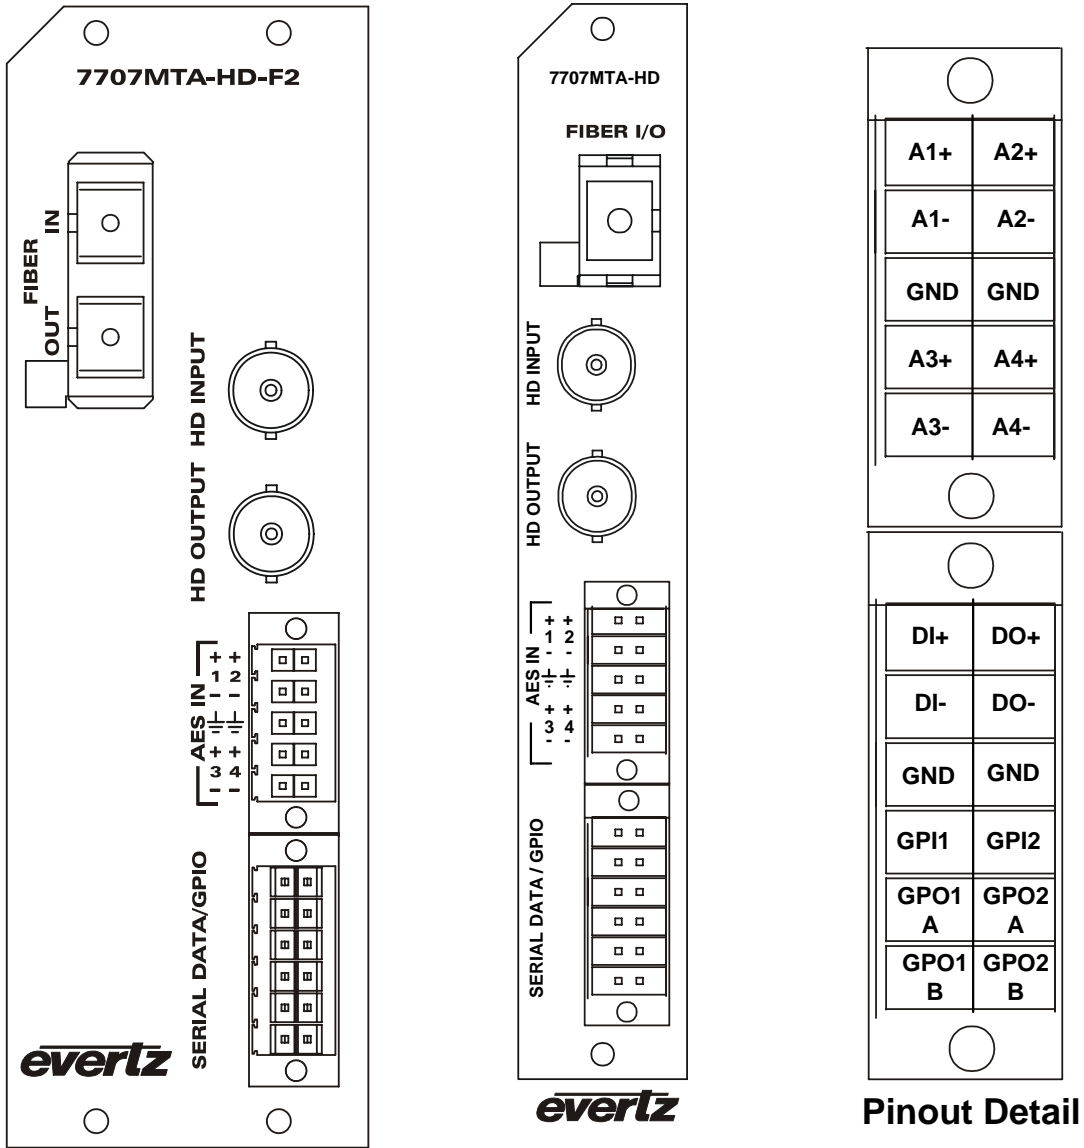 7707MTA-HD-F2
FIBER
IN
OUT
HD INPUT
HD OUTPUT
AES IN
+ +
1 2
- -
+ +
3 4
- -
SERIAL DATA/GPIO
evertz
7707MTA-HD
FIBER I/O
HD INPUT
HD OUTPUT
AES IN
+ +
1 2
- -
+ +
3 4
- -
SERIAL DATA / GPIO
evertz
A1+ A2+
A1- A2-
GND GND
A3+ A4+
A3- A4-
DI+ DO+
DI- DO-
GND GND
GPI1 GPI2
GPO1 GPO2
A A
GPO1 GPO2
B B
Pinout Detail